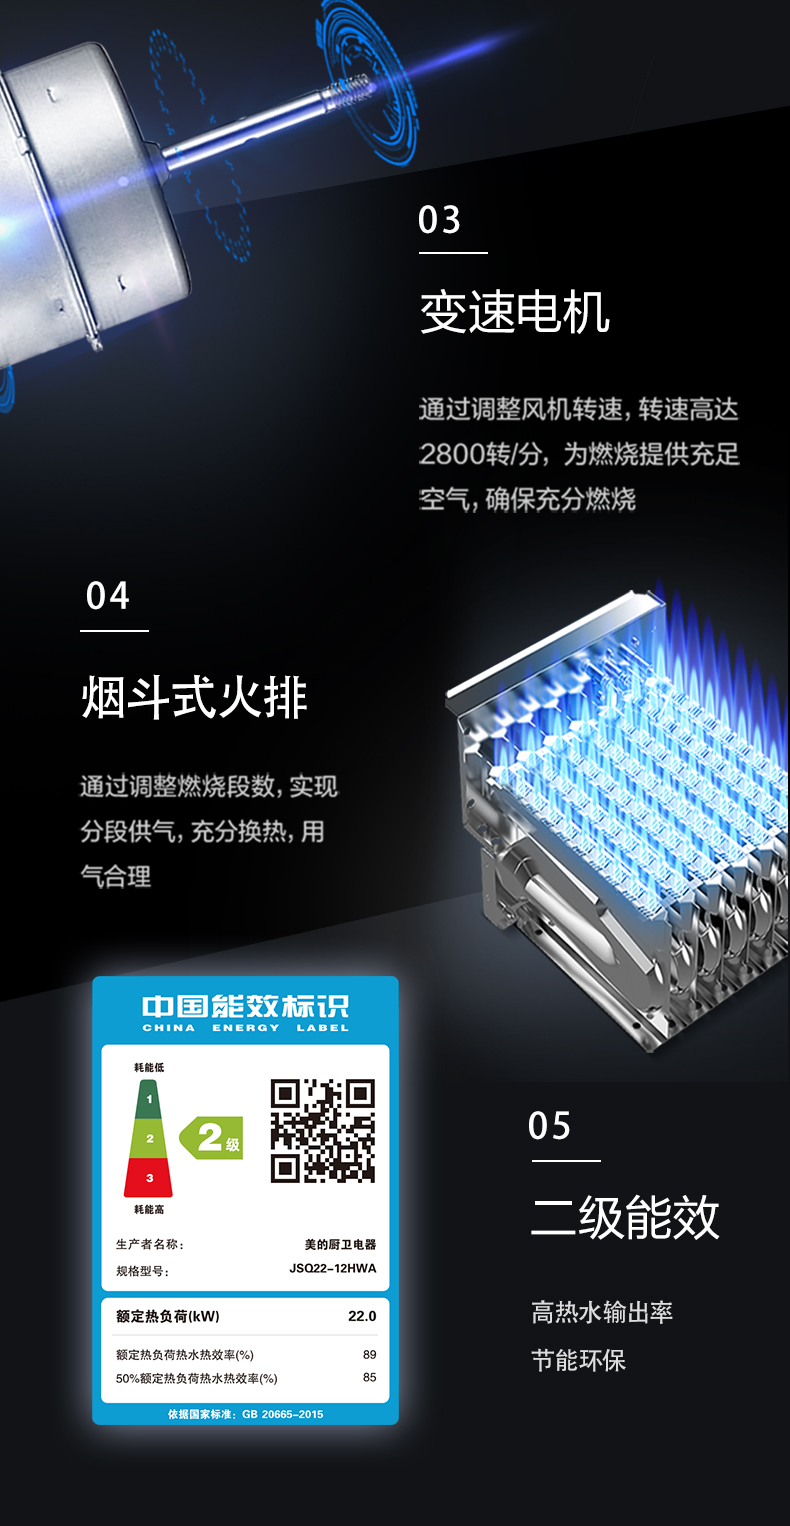 03
变速电机
通过调整风机转速，转速高达
2800转/分，为燃烧提供充足
空气，确保充分燃烧
04
烟斗式火排
通过调整燃烧段数，实现
分段供气，充分换热，用
气合理
中国能效标识
CHINA ENERGY LABEL
耗能低
1
2
3
2级
耗能高
生产者名称： 美的厨卫电器
规格型号： JSQ22-12HWA
额定热负荷(kW) 22.0
额定热负荷热水热效率(%) 89
50%额定热负荷热水热效率(%) 85
依据国家标准：GB 20665-2015
05
二级能效
高热水输出率
节能环保